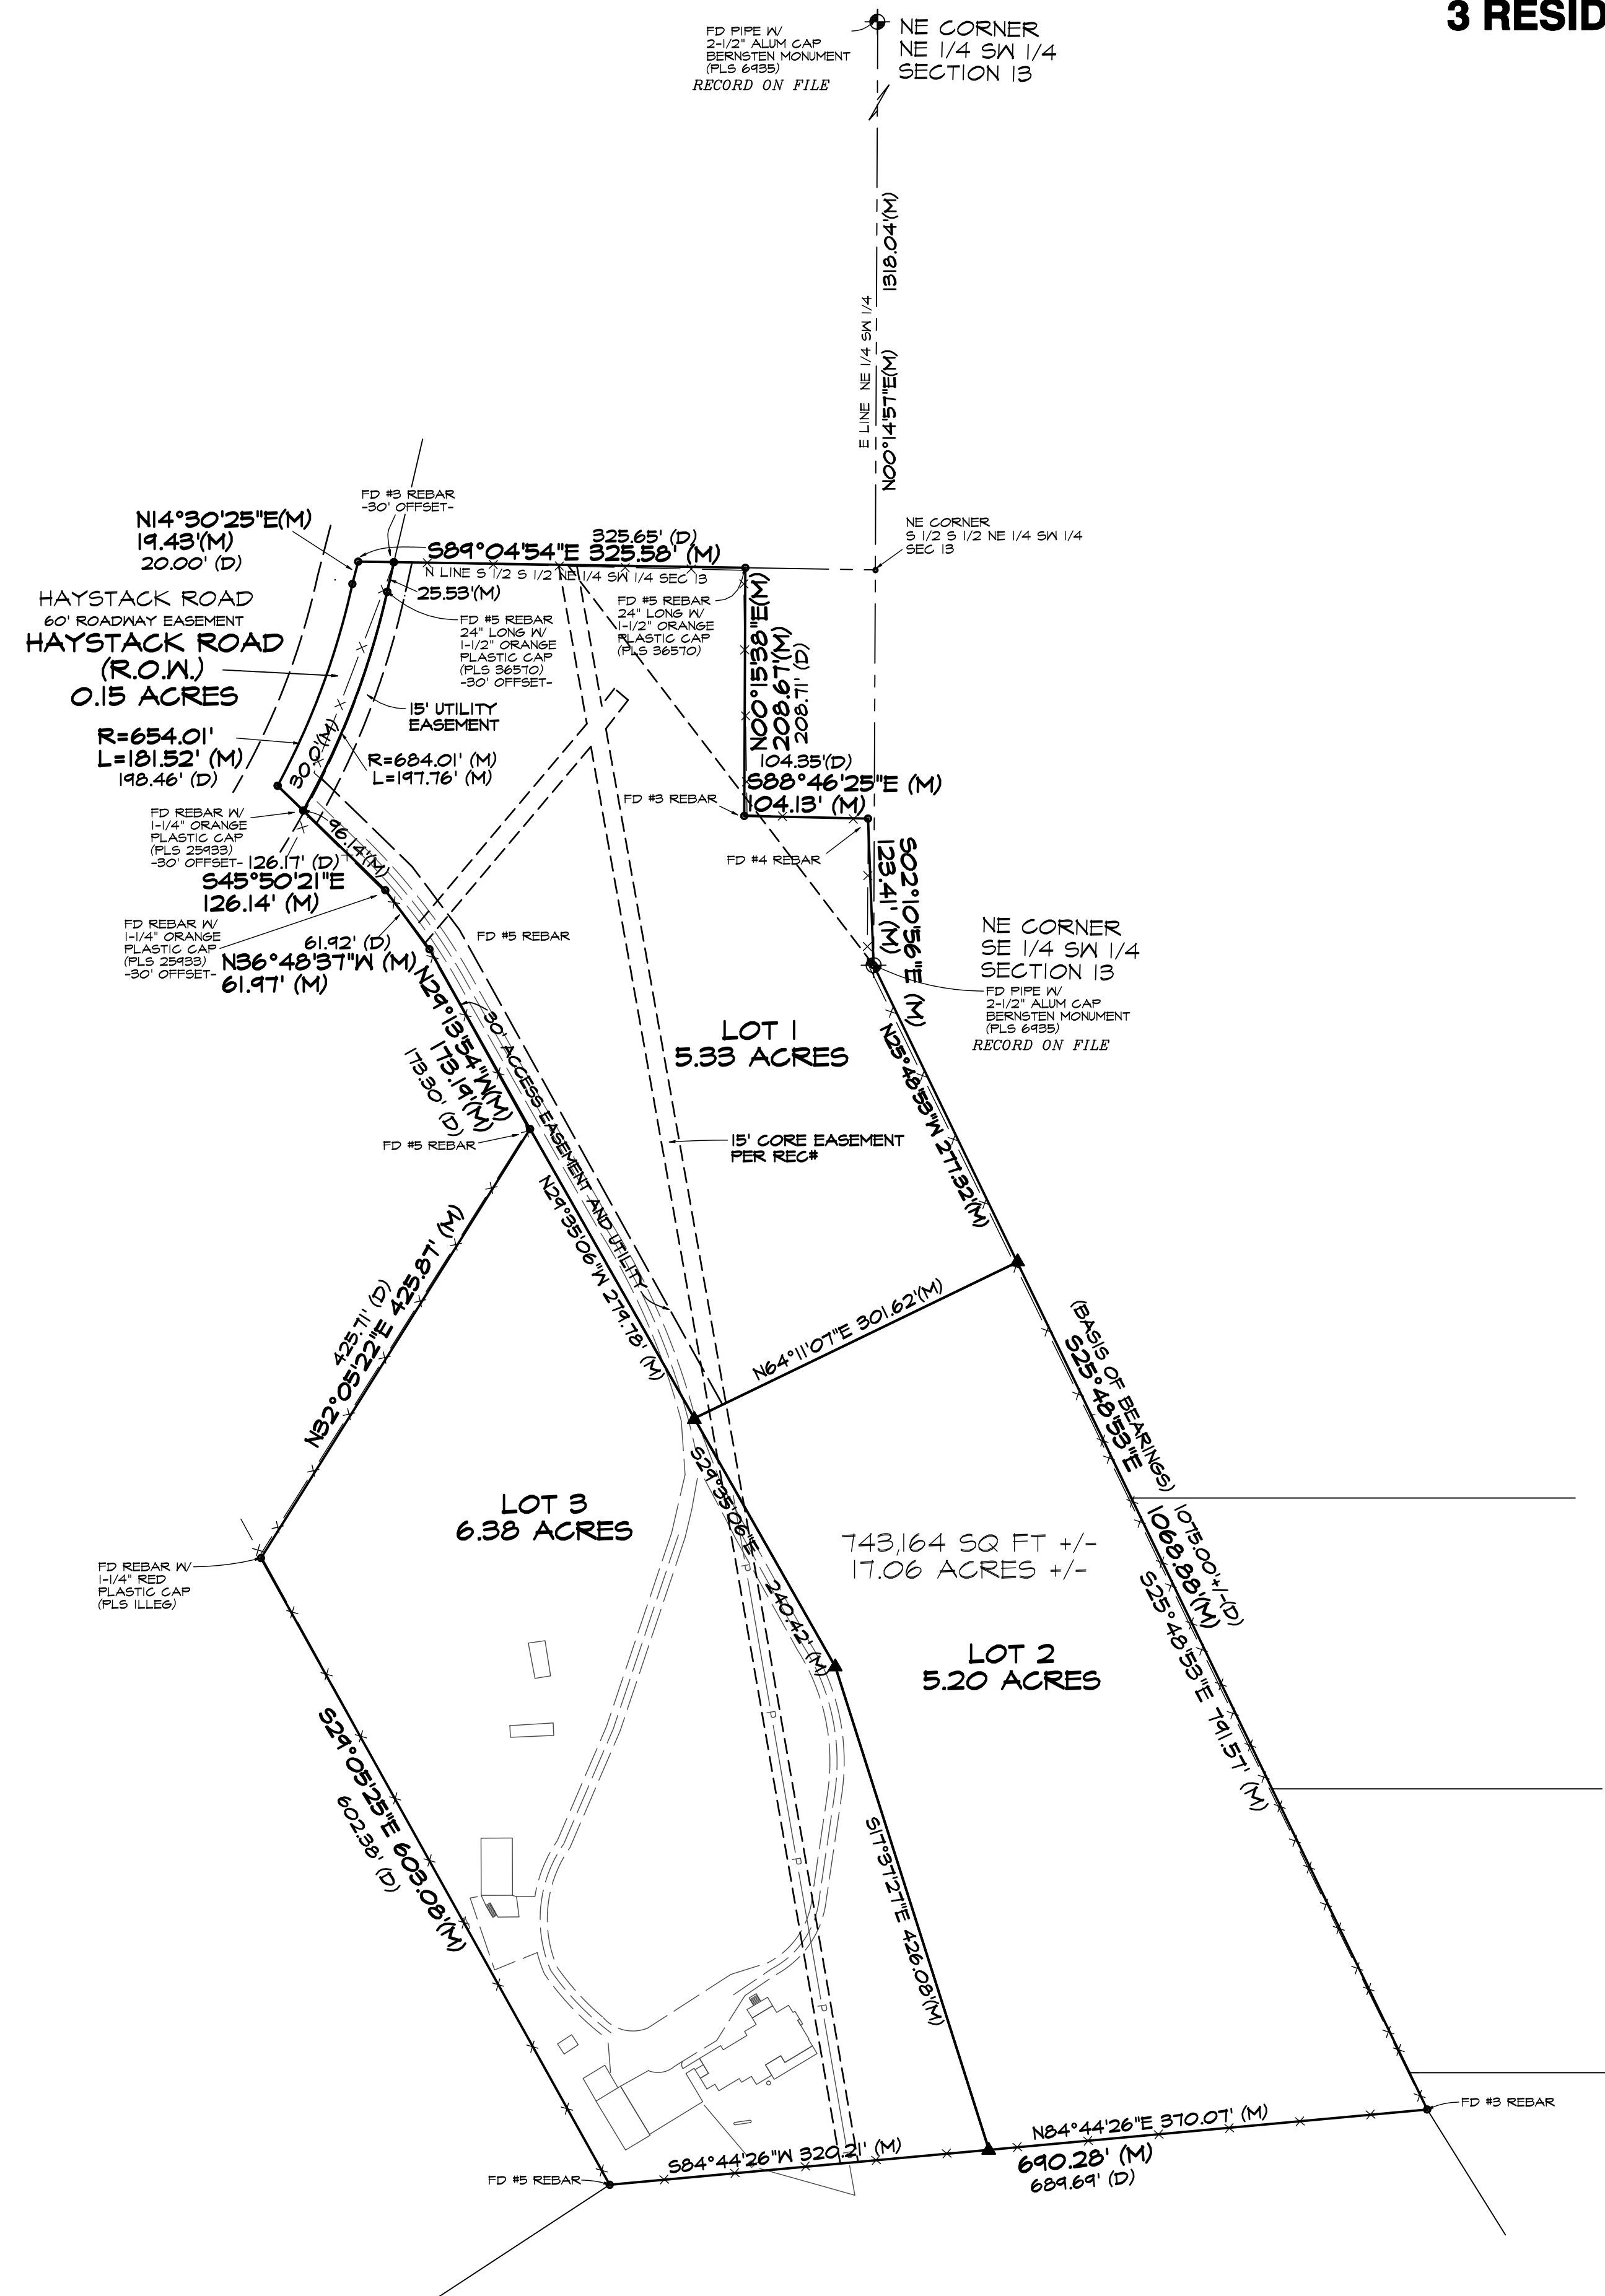 3 RESID
FD PIPE W/
2-1/2" ALUM CAP
BERNSTEN MONUMENT
(PLS 6935)
RECORD ON FILE
NE CORNER
NE 1/4 SW 1/4
SECTION 13
1318.04'(M)
E LINE NE 1/4 SW 1/4
N00°14'57"E(M)
NE CORNER
S 1/2 S 1/2 NE 1/4 SW 1/4
SEC 13
FD #3 REBAR
-30' OFFSET-
N14°30'25"E(M)
19.43'(M)
20.00' (D)
325.65' (D)
S89°04'54"E 325.58' (M)
N LINE S 1/2 S 1/2 NE 1/4 SW 1/4 SEC 13
25.53'(M)
HAYSTACK ROAD
60' ROADWAY EASEMENT
HAYSTACK ROAD
(R.O.W.)
0.15 ACRES
FD #5 REBAR
24" LONG W/
1-1/2" ORANGE
PLASTIC CAP
(PLS 36570)
-30' OFFSET-
FD #5 REBAR
24" LONG W/
1-1/2" ORANGE
PLASTIC CAP
(PLS 36570)
N00°15'38"E(M)
208.67'(M)
208.71' (D)
15' UTILITY
EASEMENT
R=654.01'
L=181.52' (M)
198.46' (D)
30.0'(M)
R=684.01' (M)
L=197.76' (M)
104.35'(D)
S88°46'25"E (M)
104.13' (M)
FD #3 REBAR
FD #4 REBAR
FD REBAR W/
1-1/4" ORANGE
PLASTIC CAP
(PLS 25933)
-30' OFFSET-
96.14'(M)
126.17' (D)
S45°50'21"E
126.14' (M)
S02°10'56"E (M)
123.41' (M)
FD REBAR W/
1-1/4" ORANGE
PLASTIC CAP
(PLS 25933)
-30' OFFSET-
61.92' (D)
N36°48'37"W (M)
61.97' (M)
FD #5 REBAR
NE CORNER
SE 1/4 SW 1/4
SECTION 13
FD PIPE W/
2-1/2" ALUM CAP
BERNSTEN MONUMENT
(PLS 6935)
RECORD ON FILE
N29°13'54"W(M)
173.19'(M)
173.30' (D)
30' ACCESS EASEMENT AND UTILITY
LOT 1
5.33 ACRES
N25°48'53"W 277.32'(M)
FD #5 REBAR
15' CORE EASEMENT
PER REC#
N29°35'06"W 279.78' (M)
425.71' (D)
N32°05'22"E 425.87' (M)
N64°11'07"E 301.62'(M)
(BASIS OF BEARINGS)
S25°48'53"E
1075.00'+/-(D)
1068.88'(M)
S25°48'53"E 791.57' (M)
LOT 3
6.38 ACRES
S29°35'06"E 240.42' (M)
743,164 SQ FT +/-
17.06 ACRES +/-
FD REBAR W/
1-1/4" RED
PLASTIC CAP
(PLS ILLEG)
LOT 2
5.20 ACRES
P
P
P
P
S29°05'25"E 603.08'(M)
602.38' (D)
S17°37'27"E 426.08'(M)
FD #3 REBAR
N84°44'26"E 370.07' (M)
S84°44'26"W 320.21' (M)
690.28' (M)
689.69' (D)
FD #5 REBAR